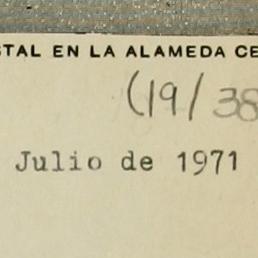 STAL EN LA ALAMEDA CE
(19/38
Julio de 1971